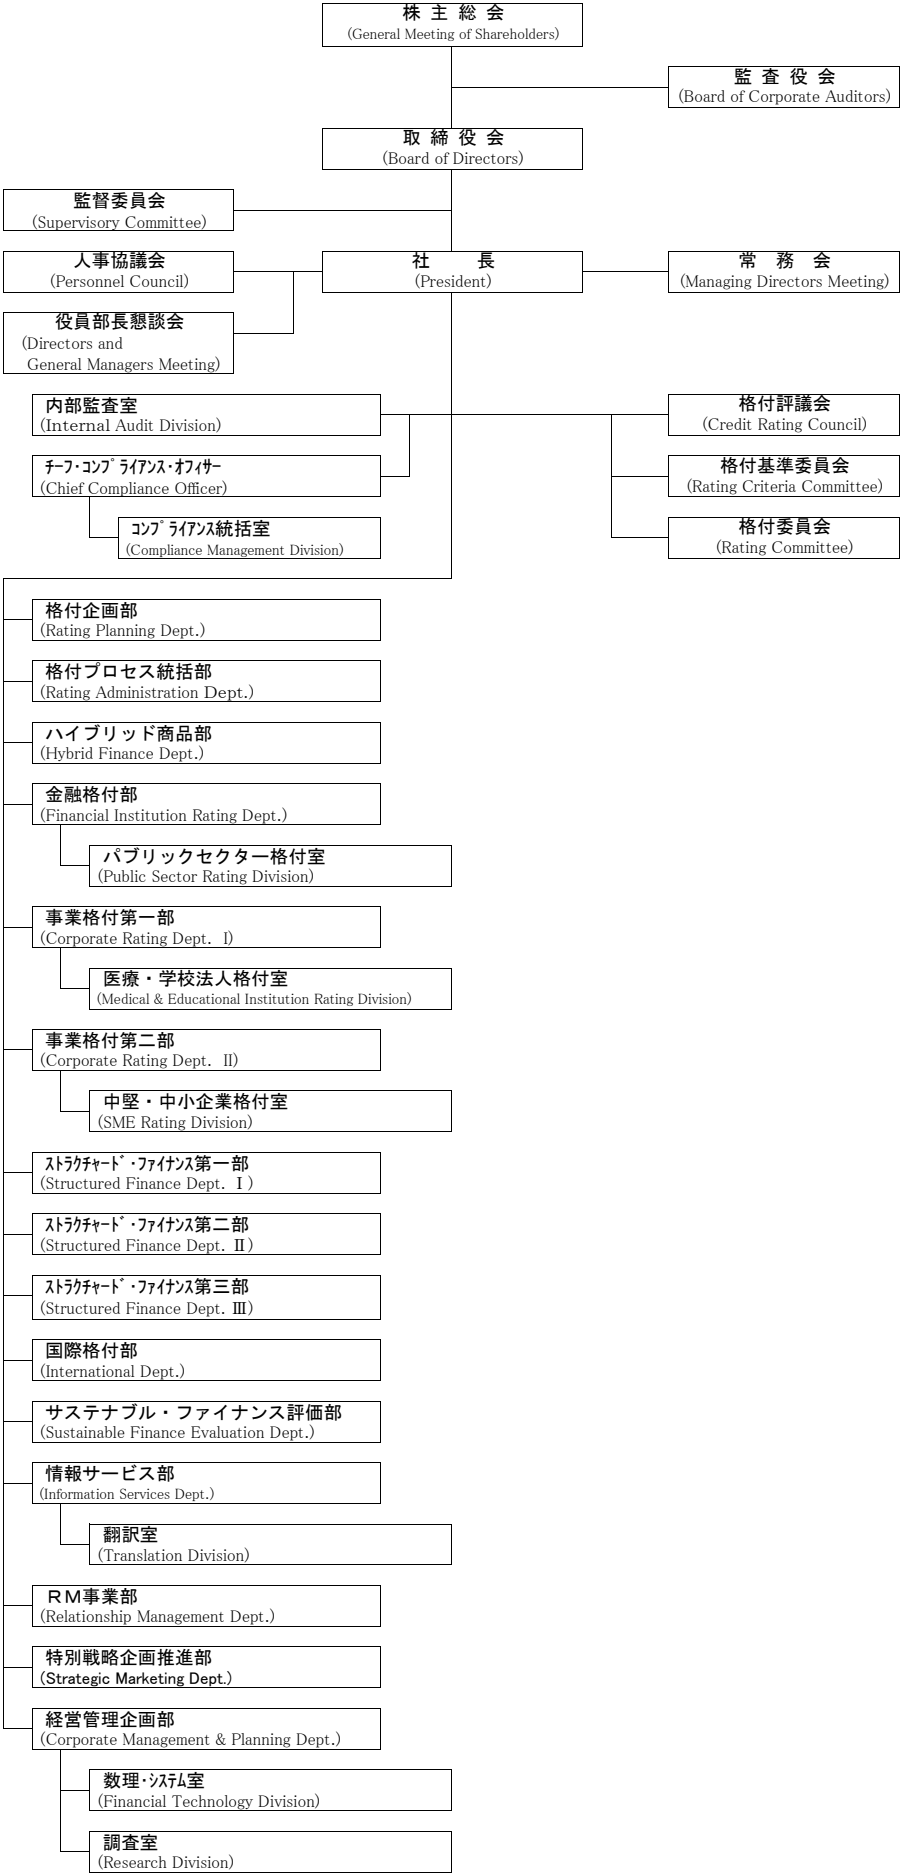 株 主 総 会
(General Meeting of Shareholders)
監 査 役 会
(Board of Corporate Auditors)
取 締 役 会
(Board of Directors)
監督委員会
(Supervisory Committee)
人事協議会
(Personnel Council)
社　　長
(President)
常　務　会
(Managing Directors Meeting)
役員部長懇談会
(Directors and
General Managers Meeting)
内部監査室
(Internal Audit Division)
格付評議会
(Credit Rating Council)
ﾁｰﾌ･ｺﾝﾌﾟﾗｲｱﾝｽ･ｵﾌｨｻｰ
(Chief Compliance Officer)
格付基準委員会
(Rating Criteria Committee)
ｺﾝﾌﾟﾗｲｱﾝｽ統括室
(Compliance Management Division)
格付委員会
(Rating Committee)
格付企画部
(Rating Planning Dept.)
格付プロセス統括部
(Rating Administration Dept.)
ハイブリッド商品部
(Hybrid Finance Dept.)
金融格付部
(Financial Institution Rating Dept.)
パブリックセクター格付室
(Public Sector Rating Division)
事業格付第一部
(Corporate Rating Dept. Ⅰ)
医療・学校法人格付室
(Medical & Educational Institution Rating Division)
事業格付第二部
(Corporate Rating Dept. Ⅱ)
中堅・中小企業格付室
(SME Rating Division)
ｽﾄﾗｸﾁｬｰﾄﾞ･ﾌｧｲﾅﾝｽ第一部
(Structured Finance Dept. Ⅰ)
ｽﾄﾗｸﾁｬｰﾄﾞ･ﾌｧｲﾅﾝｽ第二部
(Structured Finance Dept. Ⅱ)
ｽﾄﾗｸﾁｬｰﾄﾞ･ﾌｧｲﾅﾝｽ第三部
(Structured Finance Dept. Ⅲ)
国際格付部
(International Dept.)
サステナブル・ファイナンス評価部
(Sustainable Finance Evaluation Dept.)
情報サービス部
(Information Services Dept.)
翻訳室
(Translation Division)
ＲＭ事業部
(Relationship Management Dept.)
特別戦略企画推進部
(Strategic Marketing Dept.)
経営管理企画部
(Corporate Management & Planning Dept.)
数理･ｼｽﾃﾑ室
(Financial Technology Division)
調査室
(Research Division)